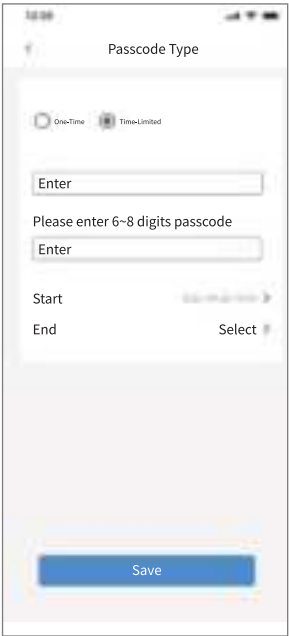 Passcode Type
One-Time Time-Limited
Enter
Please enter 6~8 digits passcode
Enter
Start
End Select
Save